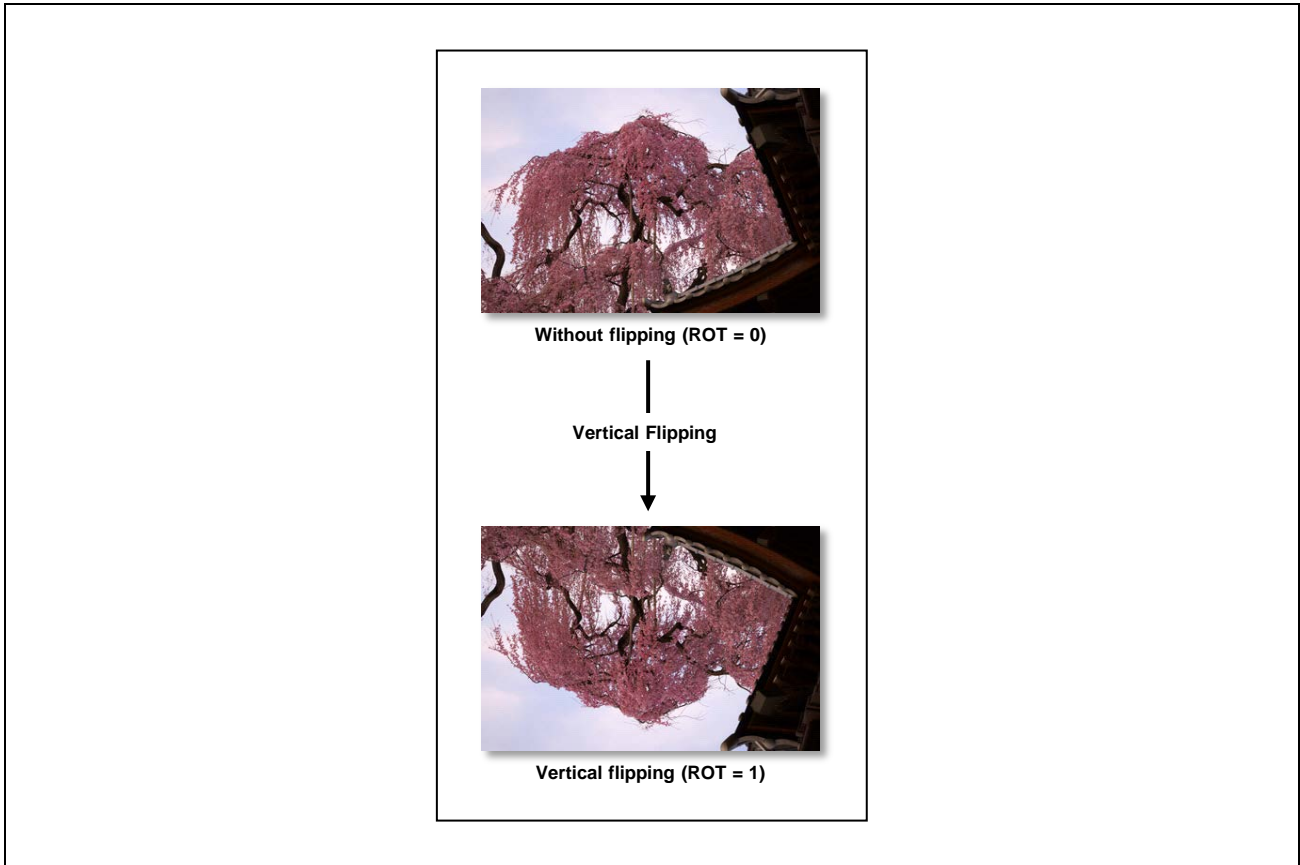 Without flipping (ROT = 0)
Vertical Flipping
Vertical flipping (ROT = 1)